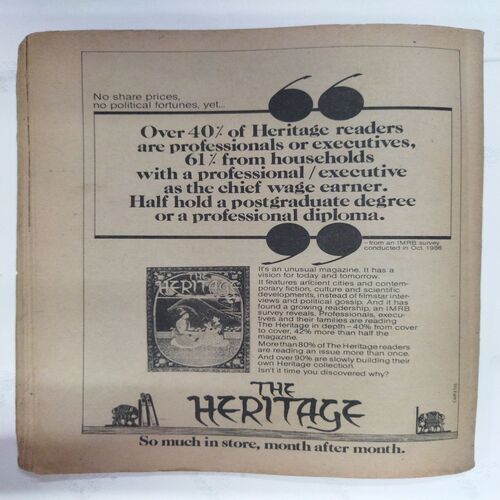 No share prices,
no political fortunes, yet...
Over 40% of Heritage readers
are professionals or executives,
61% from households
with a professional / executive
as the chief wage earner.
Half hold a postgraduate degree
or a professional diploma.
– from an IMRB survey
conducted in Oct. 1986
THE
HERITAGE
It's an unusual magazine. It has a
vision for today and tomorrow.
It features ancient cities and contem-
porary fiction, culture and scientific
developments, instead of filmstar inter-
views and political gossip. And it has
found a growing readership, an IMRB
survey reveals. Professionals, execu-
tives and their families are reading
The Heritage in depth – 40% from cover
to cover, 42% more than half the
magazine.
More than 80% of The Heritage readers
are reading an issue more than once.
And over 90% are slowly building their
own Heritage collection.
Isn't it time you discovered why?
THE
HERITAGE
So much in store, month after month.